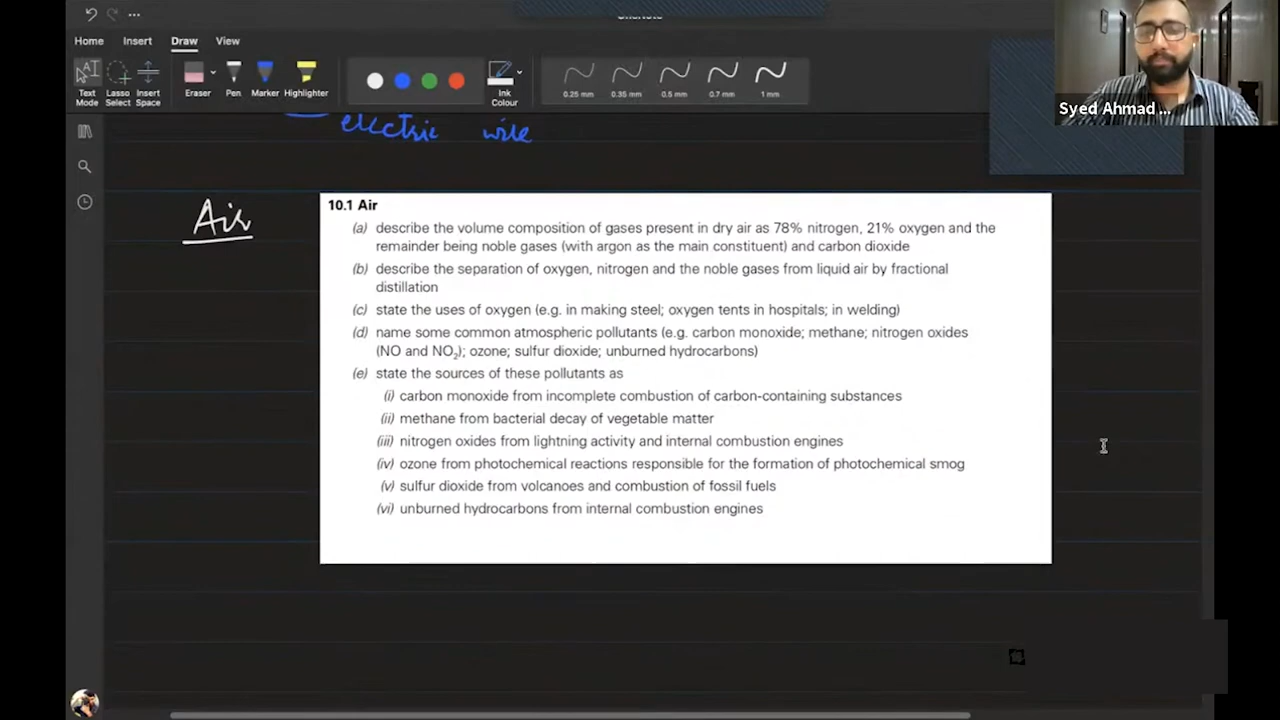 Home Insert Draw View
Text Mode
Lasso Select
Insert Space
Eraser
Pen
Marker
Highlighter
Ink Colour
0.25 mm
0.35 mm
0.5 mm
0.7 mm
1 mm
Syed Ahmad ...
electric wire
Air
10.1 Air
(a) describe the volume composition of gases present in dry air as 78% nitrogen, 21% oxygen and the
remainder being noble gases (with argon as the main constituent) and carbon dioxide
(b) describe the separation of oxygen, nitrogen and the noble gases from liquid air by fractional
distillation
(c) state the uses of oxygen (e.g. in making steel; oxygen tents in hospitals; in welding)
(d) name some common atmospheric pollutants (e.g. carbon monoxide; methane; nitrogen oxides
(NO and NO₂); ozone; sulfur dioxide; unburned hydrocarbons)
(e) state the sources of these pollutants as
(i) carbon monoxide from incomplete combustion of carbon-containing substances
(ii) methane from bacterial decay of vegetable matter
(iii) nitrogen oxides from lightning activity and internal combustion engines
(iv) ozone from photochemical reactions responsible for the formation of photochemical smog
(v) sulfur dioxide from volcanoes and combustion of fossil fuels
(vi) unburned hydrocarbons from internal combustion engines